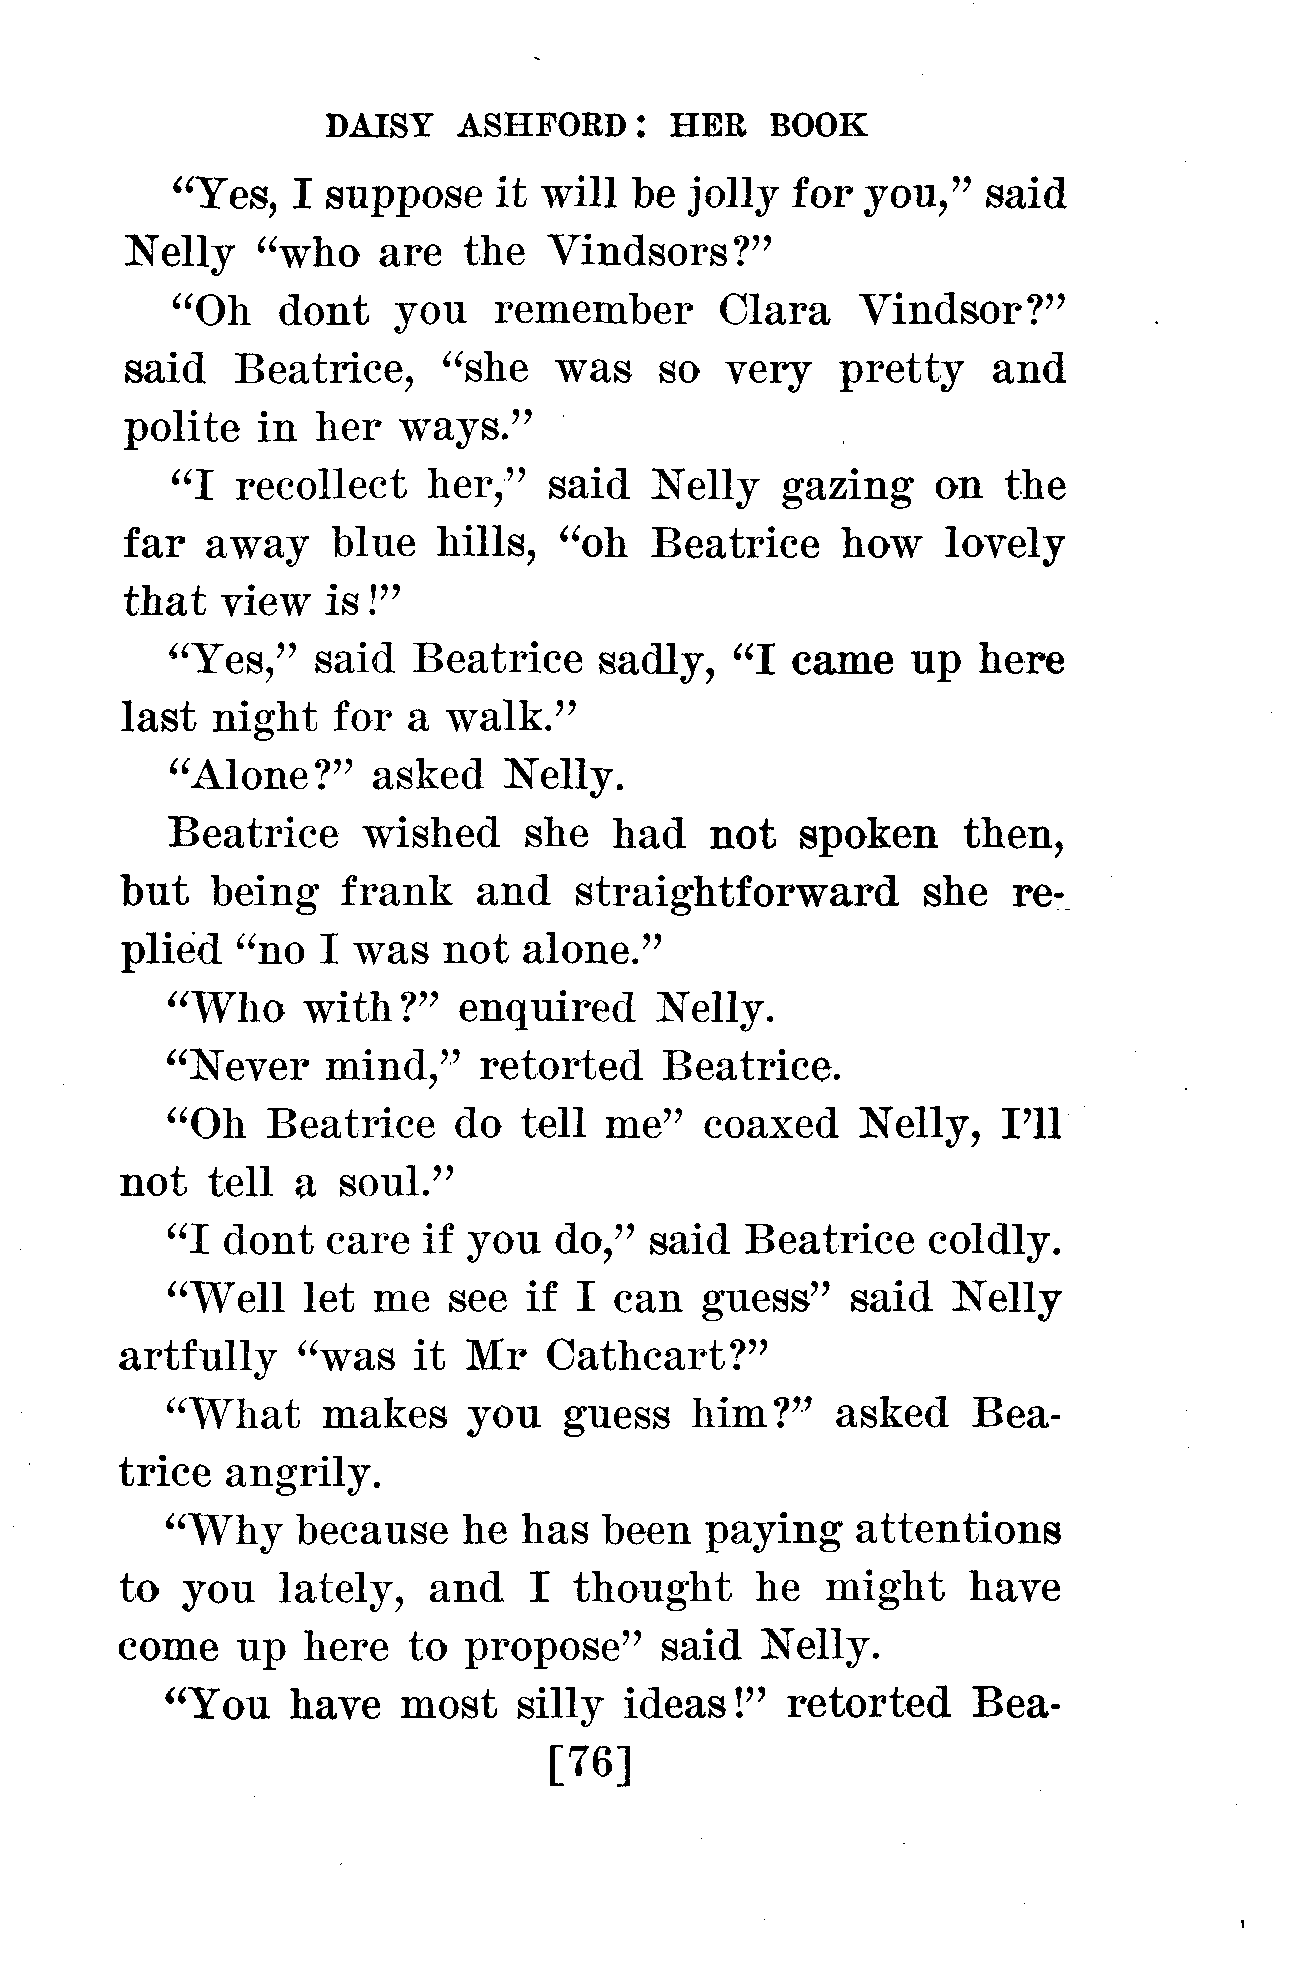 DAISY ASHFORD: HER BOOK
“Yes, I suppose it will be jolly for you,” said
Nelly “who are the Vindsors?”
“Oh dont you remember Clara Vindsor?”
said Beatrice, “she was so very pretty and
polite in her ways.”
“I recollect her,” said Nelly gazing on the
far away blue hills, “oh Beatrice how lovely
that view is!”
“Yes,” said Beatrice sadly, “I came up here
last night for a walk.”
“Alone?” asked Nelly.
Beatrice wished she had not spoken then,
but being frank and straightforward she re-
plied “no I was not alone.”
“Who with?” enquired Nelly.
“Never mind,” retorted Beatrice.
“Oh Beatrice do tell me” coaxed Nelly, I’ll
not tell a soul.”
“I dont care if you do,” said Beatrice coldly.
“Well let me see if I can guess” said Nelly
artfully “was it Mr Cathcart?”
“What makes you guess him?” asked Bea-
trice angrily.
“Why because he has been paying attentions
to you lately, and I thought he might have
come up here to propose” said Nelly.
“You have most silly ideas!” retorted Bea-
[76]